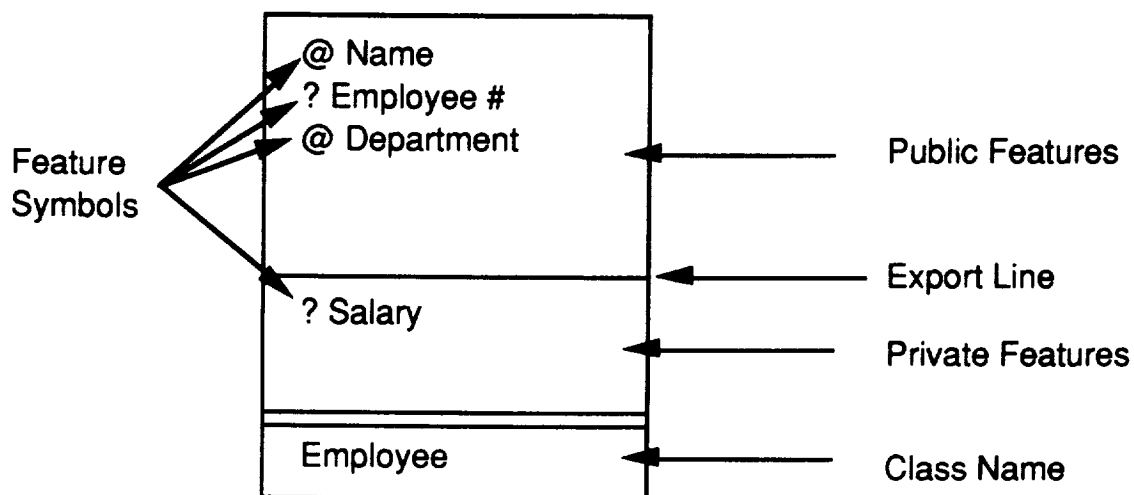 @ Name
? Employee #
@ Department
Feature
Symbols
Public Features
Export Line
? Salary
Private Features
Employee
Class Name